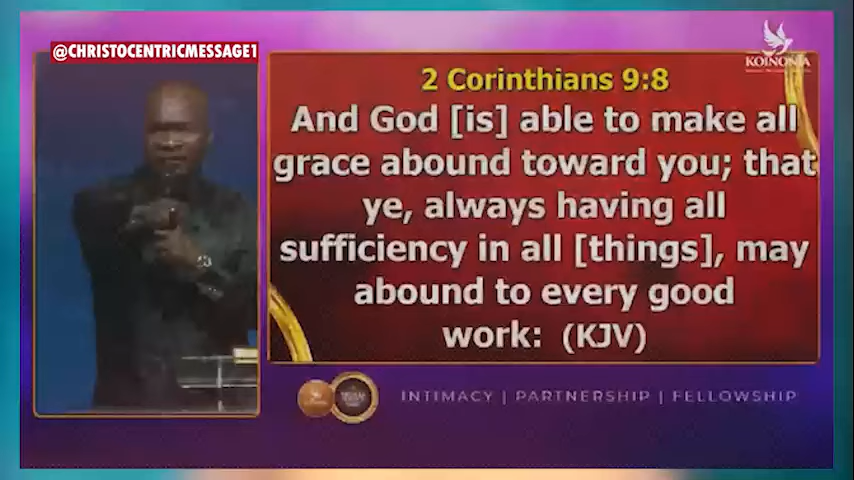 @CHRISTOCENTRICMESSAGE1
KOINONIA
2 Corinthians 9:8
And God [is] able to make all
grace abound toward you; that
ye, always having all
sufficiency in all [things], may
abound to every good
work: (KJV)
INTIMACY | PARTNERSHIP | FELLOWSHIP